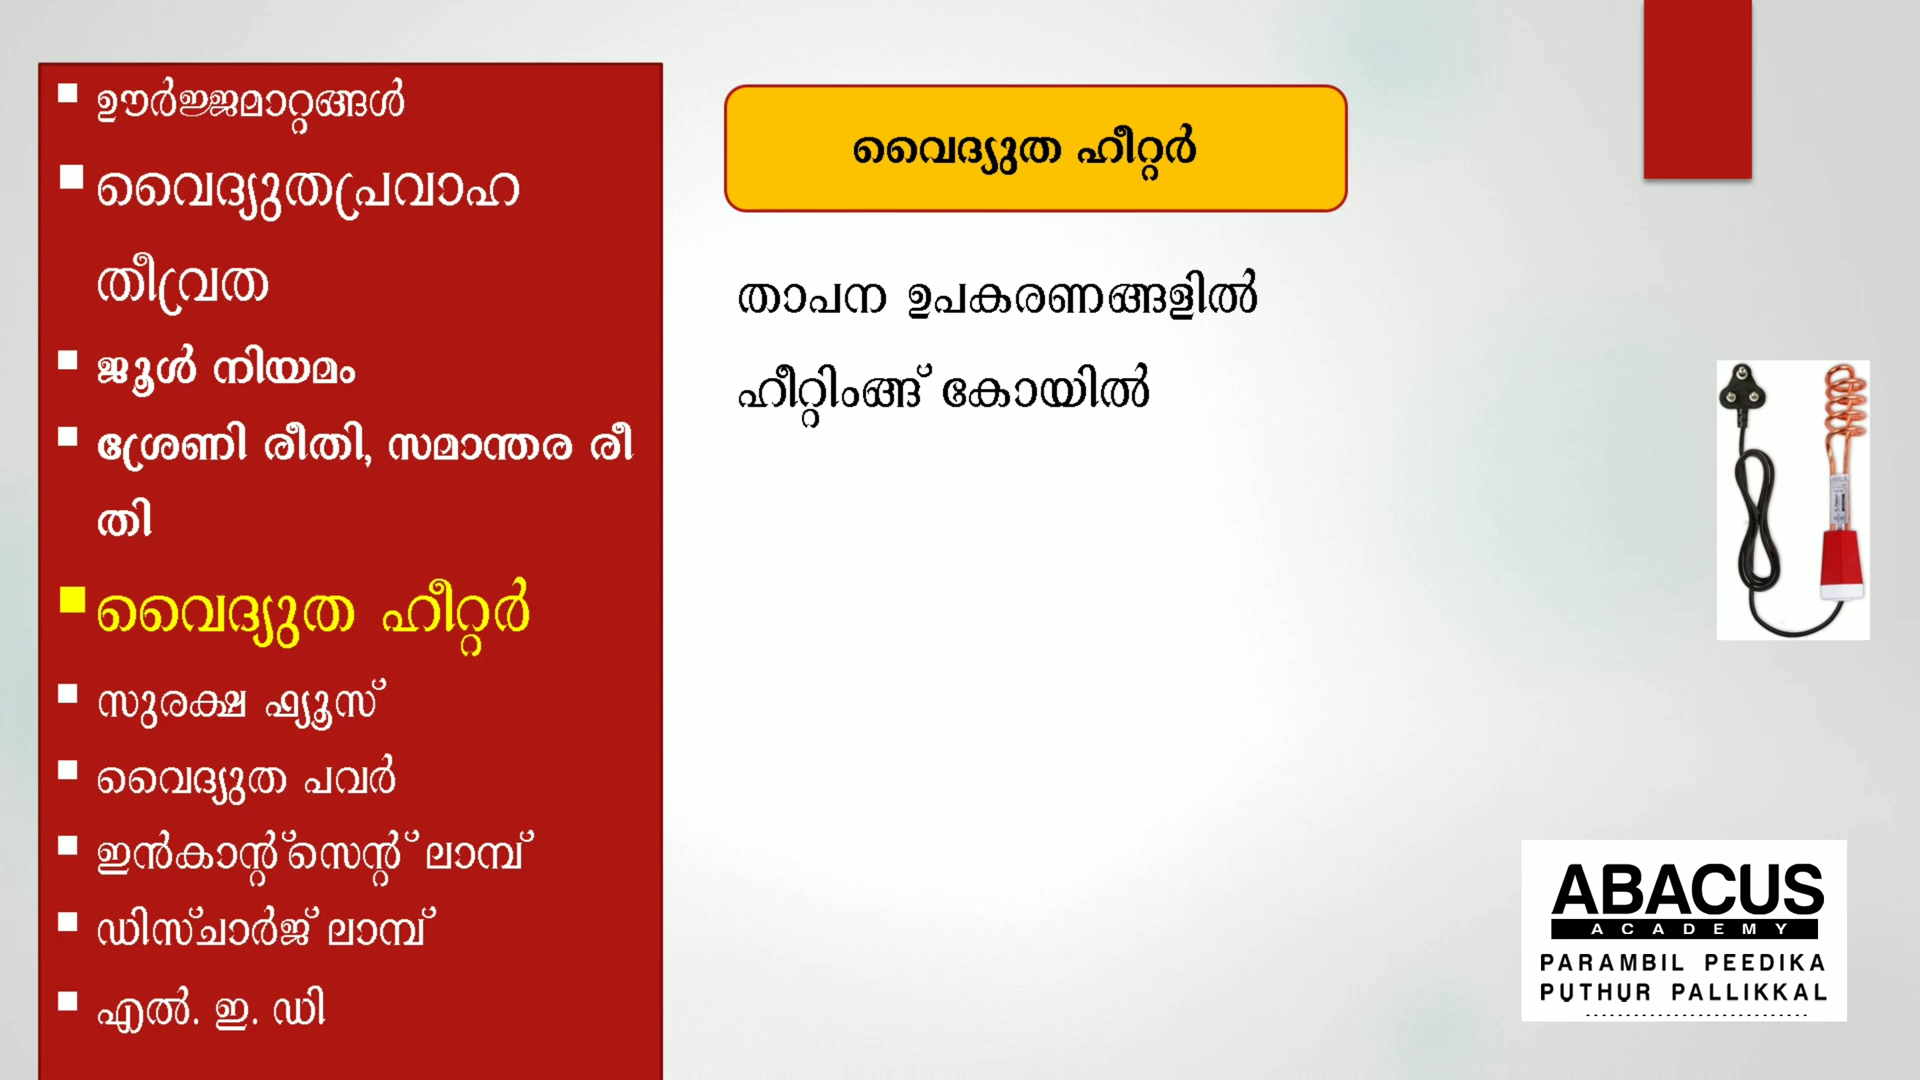 ഊർജ്ജമാറ്റങ്ങൾ
വൈദ്യുതപ്രവാഹ
തീവ്രത
ജൂൾ നിയമം
ശ്രേണി രീതി, സമാന്തര രീ
തി
വൈദ്യുത ഹീറ്റർ
സുരക്ഷ ഫ്യൂസ്
വൈദ്യുത പവർ
ഇൻകാന്റ്സെന്റ് ലാമ്പ്
ഡിസ്ചാർജ് ലാമ്പ്
എൽ. ഇ. ഡി
വൈദ്യുത ഹീറ്റർ
താപന ഉപകരണങ്ങളിൽ
ഹീറ്റിംങ്ങ് കോയിൽ
ABACUS
ACADEMY
PARAMBIL PEEDIKA
PUTHUR PALLIKKAL